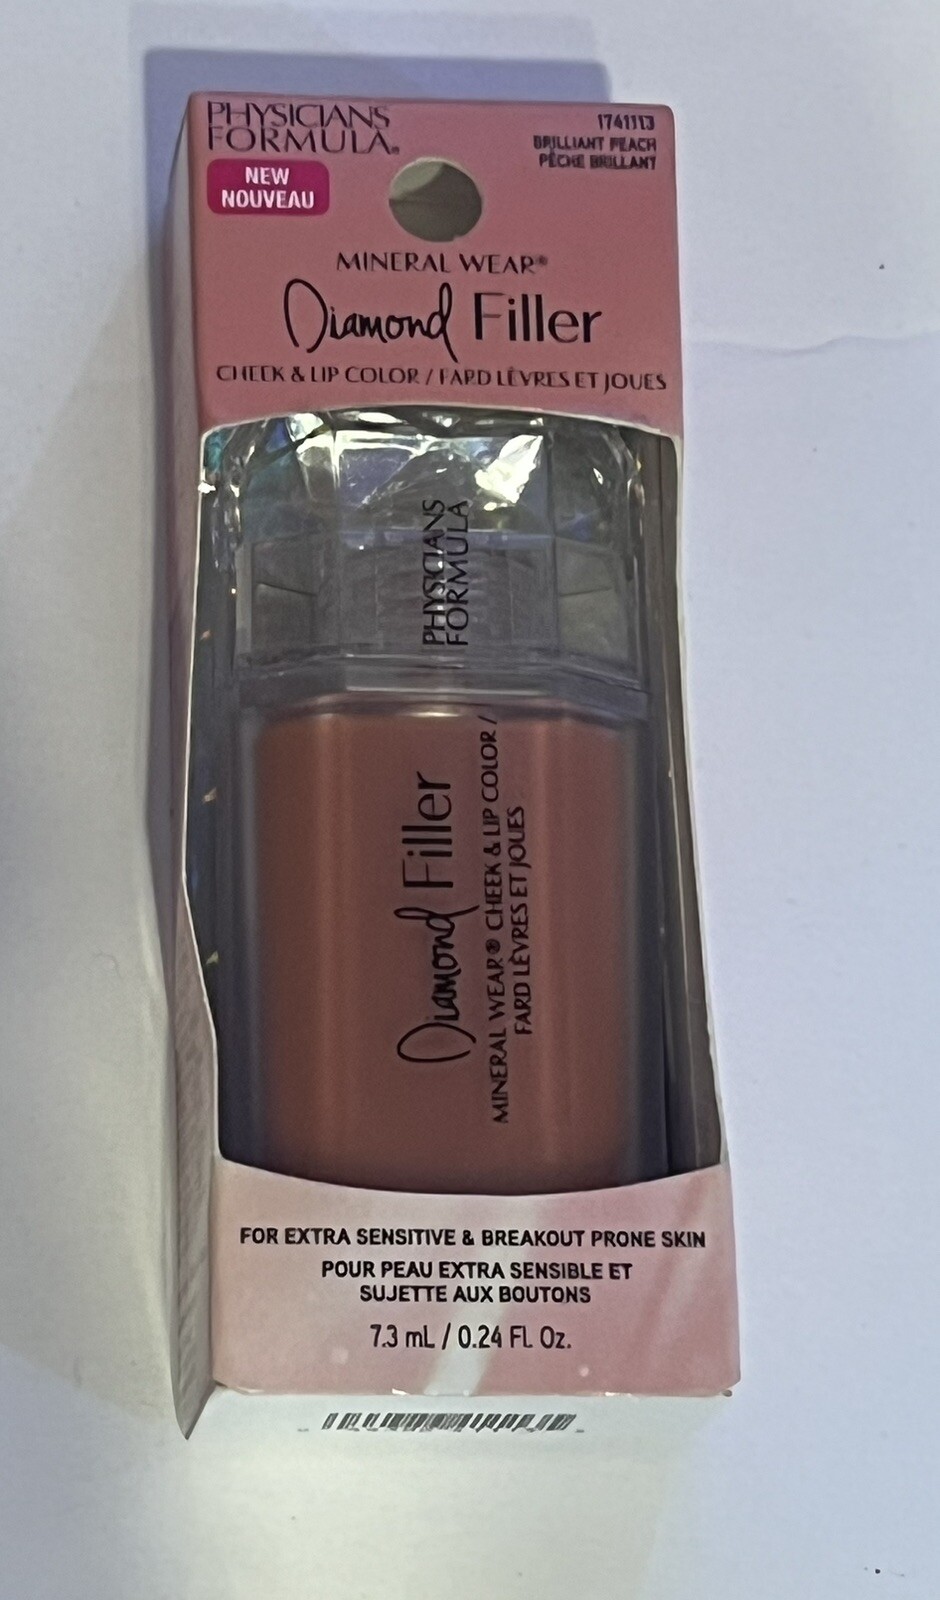 PHYSICIANS
FORMULA®
1741113
BRILLIANT PEACH
PÊCHE BRILLANT
NEW
NOUVEAU
MINERAL WEAR®
Diamond Filler
CHEEK & LIP COLOR / FARD LÈVRES ET JOUES
PHYSICIANS
FORMULA
Diamond Filler
MINERAL WEAR® CHEEK & LIP COLOR /
FARD LÈVRES ET JOUES
FOR EXTRA SENSITIVE & BREAKOUT PRONE SKIN
POUR PEAU EXTRA SENSIBLE ET
SUJETTE AUX BOUTONS
7.3 mL / 0.24 FL Oz.